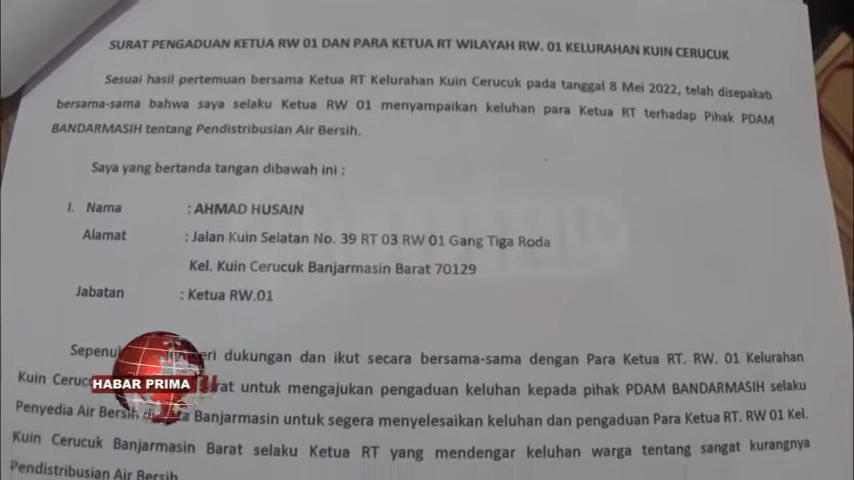 SURAT PENGADUAN KETUA RW 01 DAN PARA KETUA RT WILAYAH RW. 01 KELURAHAN KUIN CERUCUK
Sesuai hasil pertemuan bersama Ketua RT Kelurahan Kuin Cerucuk pada tanggal 8 Mei 2022, telah disepakati
bersama-sama bahwa saya selaku Ketua RW 01 menyampaikan keluhan para Ketua RT terhadap Pihak PDAM
BANDARMASIH tentang Pendistribusian Air Bersih.
Saya yang bertanda tangan dibawah ini :
I. Nama : AHMAD HUSAIN
Alamat : Jalan Kuin Selatan No. 39 RT 03 RW 01 Gang Tiga Roda
Kel. Kuin Cerucuk Banjarmasin Barat 70129
Jabatan : Ketua RW.01
dukungan dan ikut secara bersama-sama dengan Para Ketua RT. RW. 01 Kelurahan
Kuin untuk mengajukan pengaduan keluhan kepada pihak PDAM BANDARMASIH selaku
Penyedia Air Bersih Banjarmasin untuk segera menyelesaikan keluhan dan pengaduan Para Ketua RT. RW 01 Kel.
Kuin Cerucuk Banjarmasin Barat selaku Ketua RT yang mendengar keluhan warga tentang sangat kurangnya
Pendistribusian Air Bersih
HABAR PRIMA